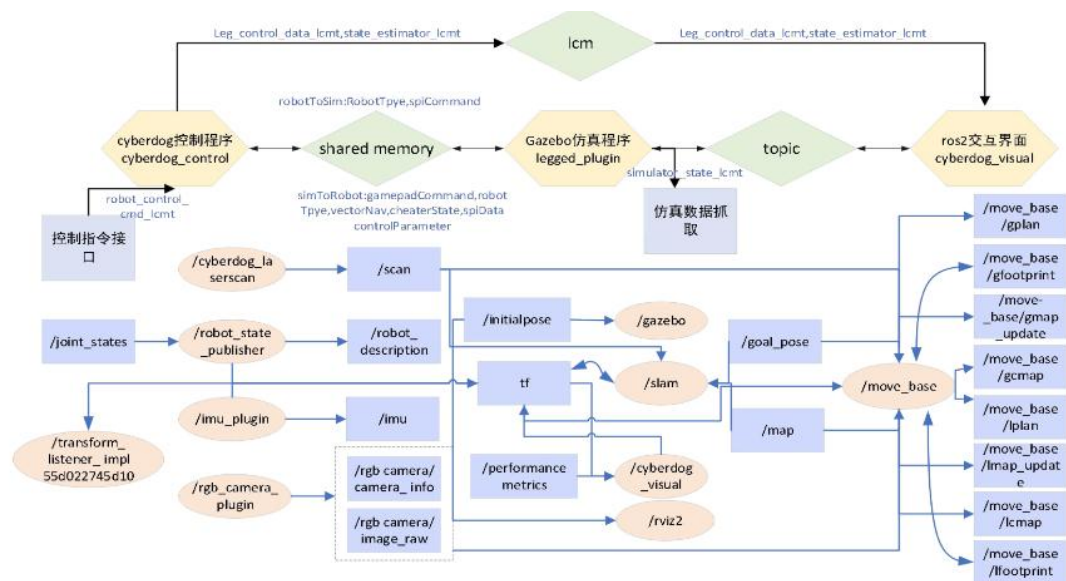 Leg_control_data_lcmt,state_estimator_lcmt
lcm
Leg_control_data_lcmt,state_estimator_lcmt
robotToSim:RobotTpye,spiCommand
cyberdog控制程序
cyberdog_control
shared memory
Gazebo仿真程序
legged_plugin
topic
ros2交互界面
cyberdog_visual
simulator_state_lcmt
robot_control_
cmd_lcmt
simToRobot:gamepadCommand,robot
Tpye,vectorNav,cheaterState,spiData
controlParameter
控制指令接
口
仿真数据抓
取
/move_base
/gplan
/cyberdog_la
serscan
/scan
/move_base
/gfootprint
/initialpose
/gazebo
/move-
_base/gmap
_update
/joint_states
/robot_state
_publisher
/robot_
description
/goal_pose
/move_base
/gcmap
tf
/slam
/move_base
/imu_plugin
/imu
/map
/move_base
/lplan
/transform_
listener_ impl
55d022745d10
/rgb camera/
camera_ info
/performance
metrics
/cyberdog
_visual
/move_base
/lmap_updat
e
/rgb_camera_
plugin
/rgb camera/
image_raw
/rviz2
/move_base
/lcmap
/move_base
/lfootprint